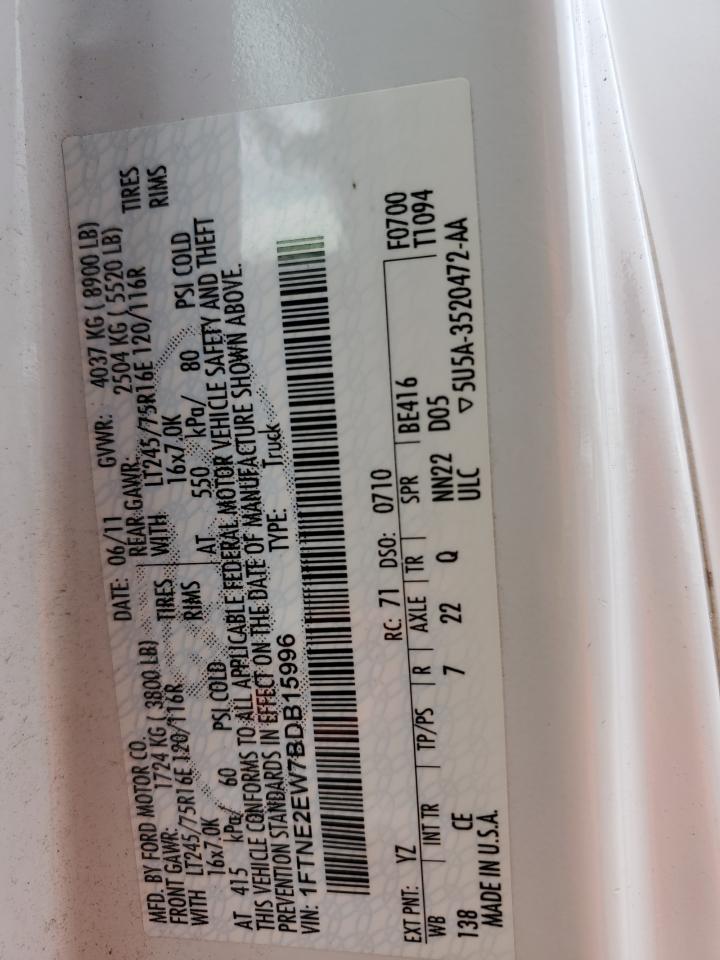 MFD. BY FORD MOTOR CO. DATE: 06/11 GVWR: 4037 KG ( 8900 LB)
FRONT GAWR: 1724 KG ( 3800 LB) REAR GAWR: 2504 KG ( 5520 LB)
WITH LT245/75R16E 120/116R TIRES WITH LT245/75R16E 120/116R TIRES
16x7.0K RIMS 16x7.0K RIMS
AT 415 kPa/ 60 PSI COLD AT 550 kPa/ 80 PSI COLD
THIS VEHICLE CONFORMS TO ALL APPLICABLE FEDERAL MOTOR VEHICLE SAFETY AND THEFT
PREVENTION STANDARDS IN EFFECT ON THE DATE OF MANUFACTURE SHOWN ABOVE.
VIN: 1FTNE2EW7BDB15996 TYPE: Truck
EXT PNT: YZ RC: 71 DSO: 0710 F0700
WB INT TR TP/PS R AXLE TR SPR BE416 T1094
138 CE 7 22 Q NN22 D05
MADE IN U.S.A. ULC ▽5U5A-3520472-AA